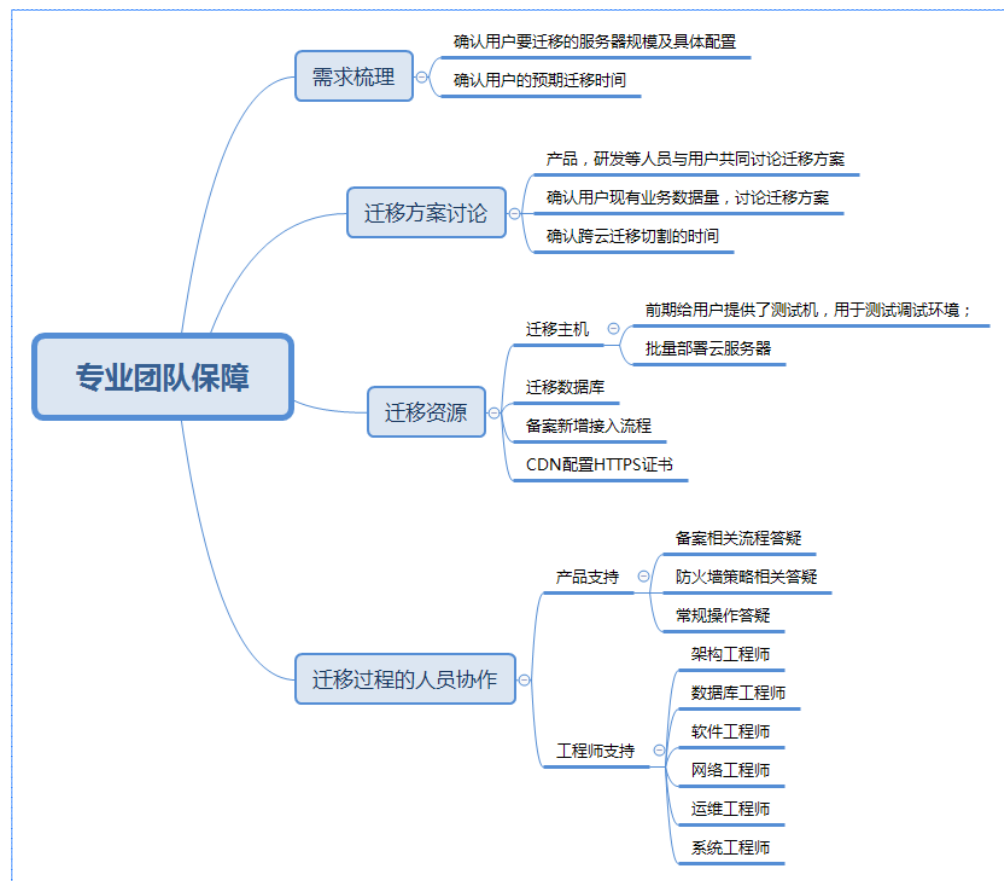 确认用户要迁移的服务器规模及具体配置
需求梳理
确认用户的预期迁移时间
产品，研发等人员与用户共同讨论迁移方案
迁移方案讨论
确认用户现有业务数据量，讨论迁移方案
确认跨云迁移切割的时间
专业团队保障
前期给用户提供了测试机，用于测试调试环境；
迁移主机
批量部署云服务器
迁移资源
迁移数据库
备案新增接入流程
CDN配置HTTPS证书
备案相关流程答疑
产品支持
防火墙策略相关答疑
常规操作答疑
迁移过程的人员协作
架构工程师
数据库工程师
软件工程师
工程师支持
网络工程师
运维工程师
系统工程师